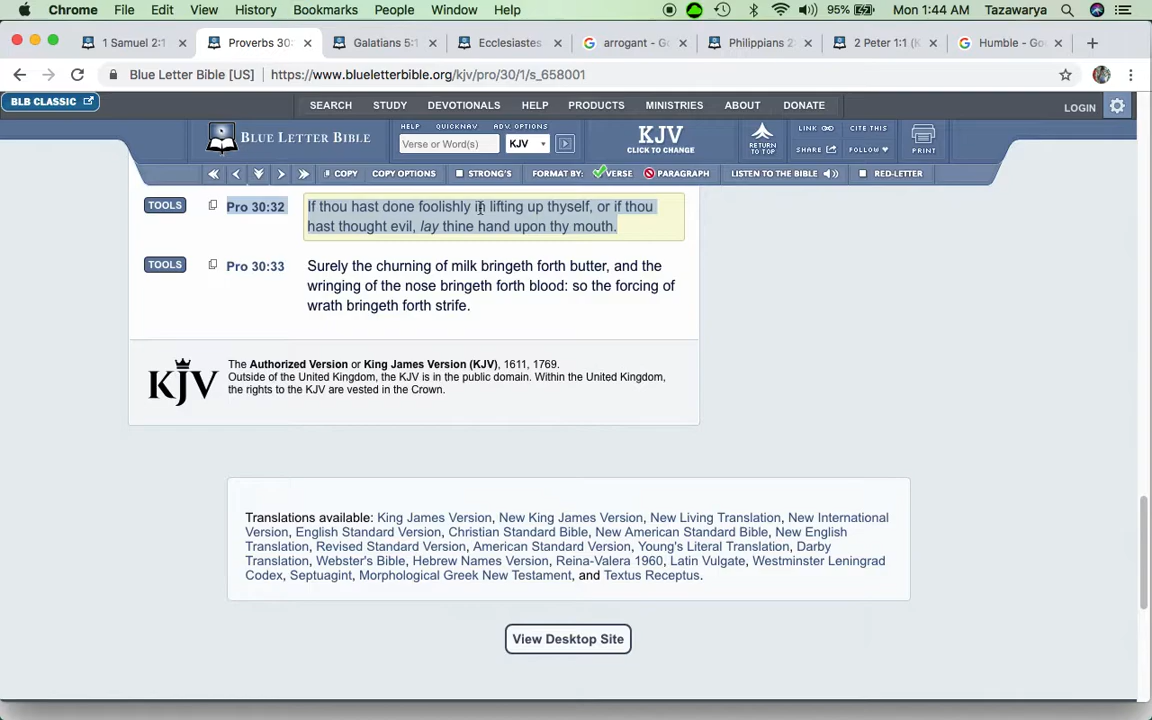 Chrome File Edit View History Bookmarks People Window Help 95% Mon 1:44 AM Tazawarya
1 Samuel 2:1 Proverbs 30: Galatians 5:1 Ecclesiastes arrogant - G Philippians 2: 2 Peter 1:1 (K Humble - Go
Blue Letter Bible [US] https://www.blueletterbible.org/kjv/pro/30/1/s_658001
BLB CLASSIC
SEARCH STUDY DEVOTIONALS HELP PRODUCTS MINISTRIES ABOUT DONATE LOGIN
HELP QUICKNAV ADV. OPTIONS
BLUE LETTER BIBLE Verse or Word(s) KJV
KJV
CLICK TO CHANGE
RETURN
TO TOP
LINK CITE THIS
SHARE FOLLOW
PRINT
COPY COPY OPTIONS STRONG'S FORMAT BY: VERSE PARAGRAPH LISTEN TO THE BIBLE RED-LETTER
TOOLS Pro 30:32 If thou hast done foolishly in lifting up thyself, or if thou
hast thought evil, lay thine hand upon thy mouth.
TOOLS Pro 30:33 Surely the churning of milk bringeth forth butter, and the
wringing of the nose bringeth forth blood: so the forcing of
wrath bringeth forth strife.
KJV
The Authorized Version or King James Version (KJV), 1611, 1769.
Outside of the United Kingdom, the KJV is in the public domain. Within the United Kingdom,
the rights to the KJV are vested in the Crown.
Translations available: King James Version, New King James Version, New Living Translation, New International
Version, English Standard Version, Christian Standard Bible, New American Standard Bible, New English
Translation, Revised Standard Version, American Standard Version, Young's Literal Translation, Darby
Translation, Webster's Bible, Hebrew Names Version, Reina-Valera 1960, Latin Vulgate, Westminster Leningrad
Codex, Septuagint, Morphological Greek New Testament, and Textus Receptus.
View Desktop Site